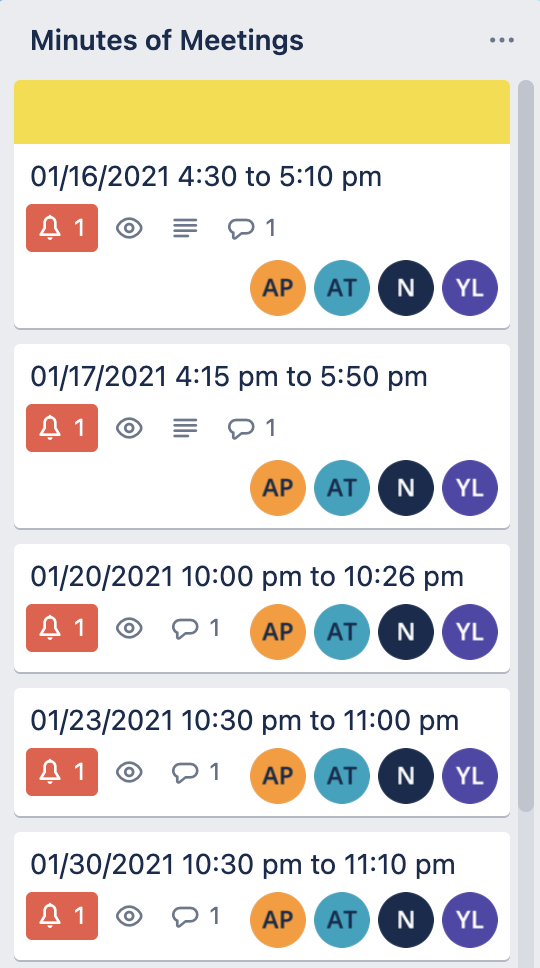 Minutes of Meetings
01/16/2021 4:30 to 5:10 pm
1 1
AP AT N YL
01/17/2021 4:15 pm to 5:50 pm
1 1
AP AT N YL
01/20/2021 10:00 pm to 10:26 pm
1 1 AP AT N YL
01/23/2021 10:30 pm to 11:00 pm
1 1 AP AT N YL
01/30/2021 10:30 pm to 11:10 pm
1 1 AP AT N YL